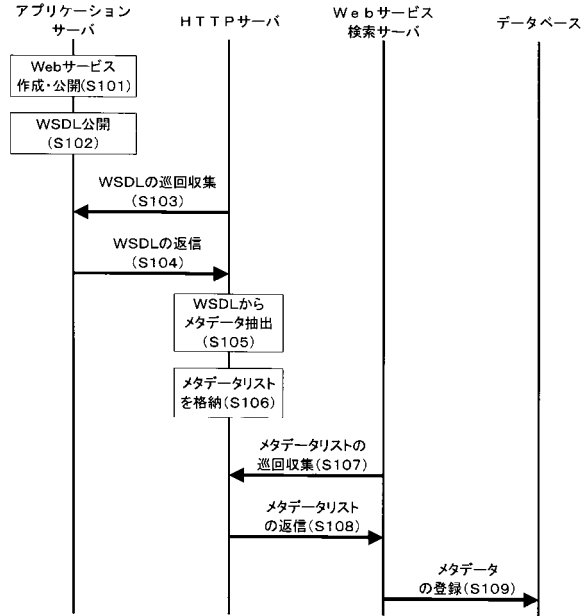 アプリケーション
サーバ
ＨＴＴＰサーバ
Ｗｅｂサービス
検索サーバ
データベース
Webサービス
作成・公開(S101)
WSDL公開
(S102)
WSDLの巡回収集
(S103)
WSDLの返信
(S104)
WSDLから
メタデータ抽出
(S105)
メタデータリスト
を格納(S106)
メタデータリストの
巡回収集(S107)
メタデータリスト
の返信(S108)
メタデータ
の登録(S109)